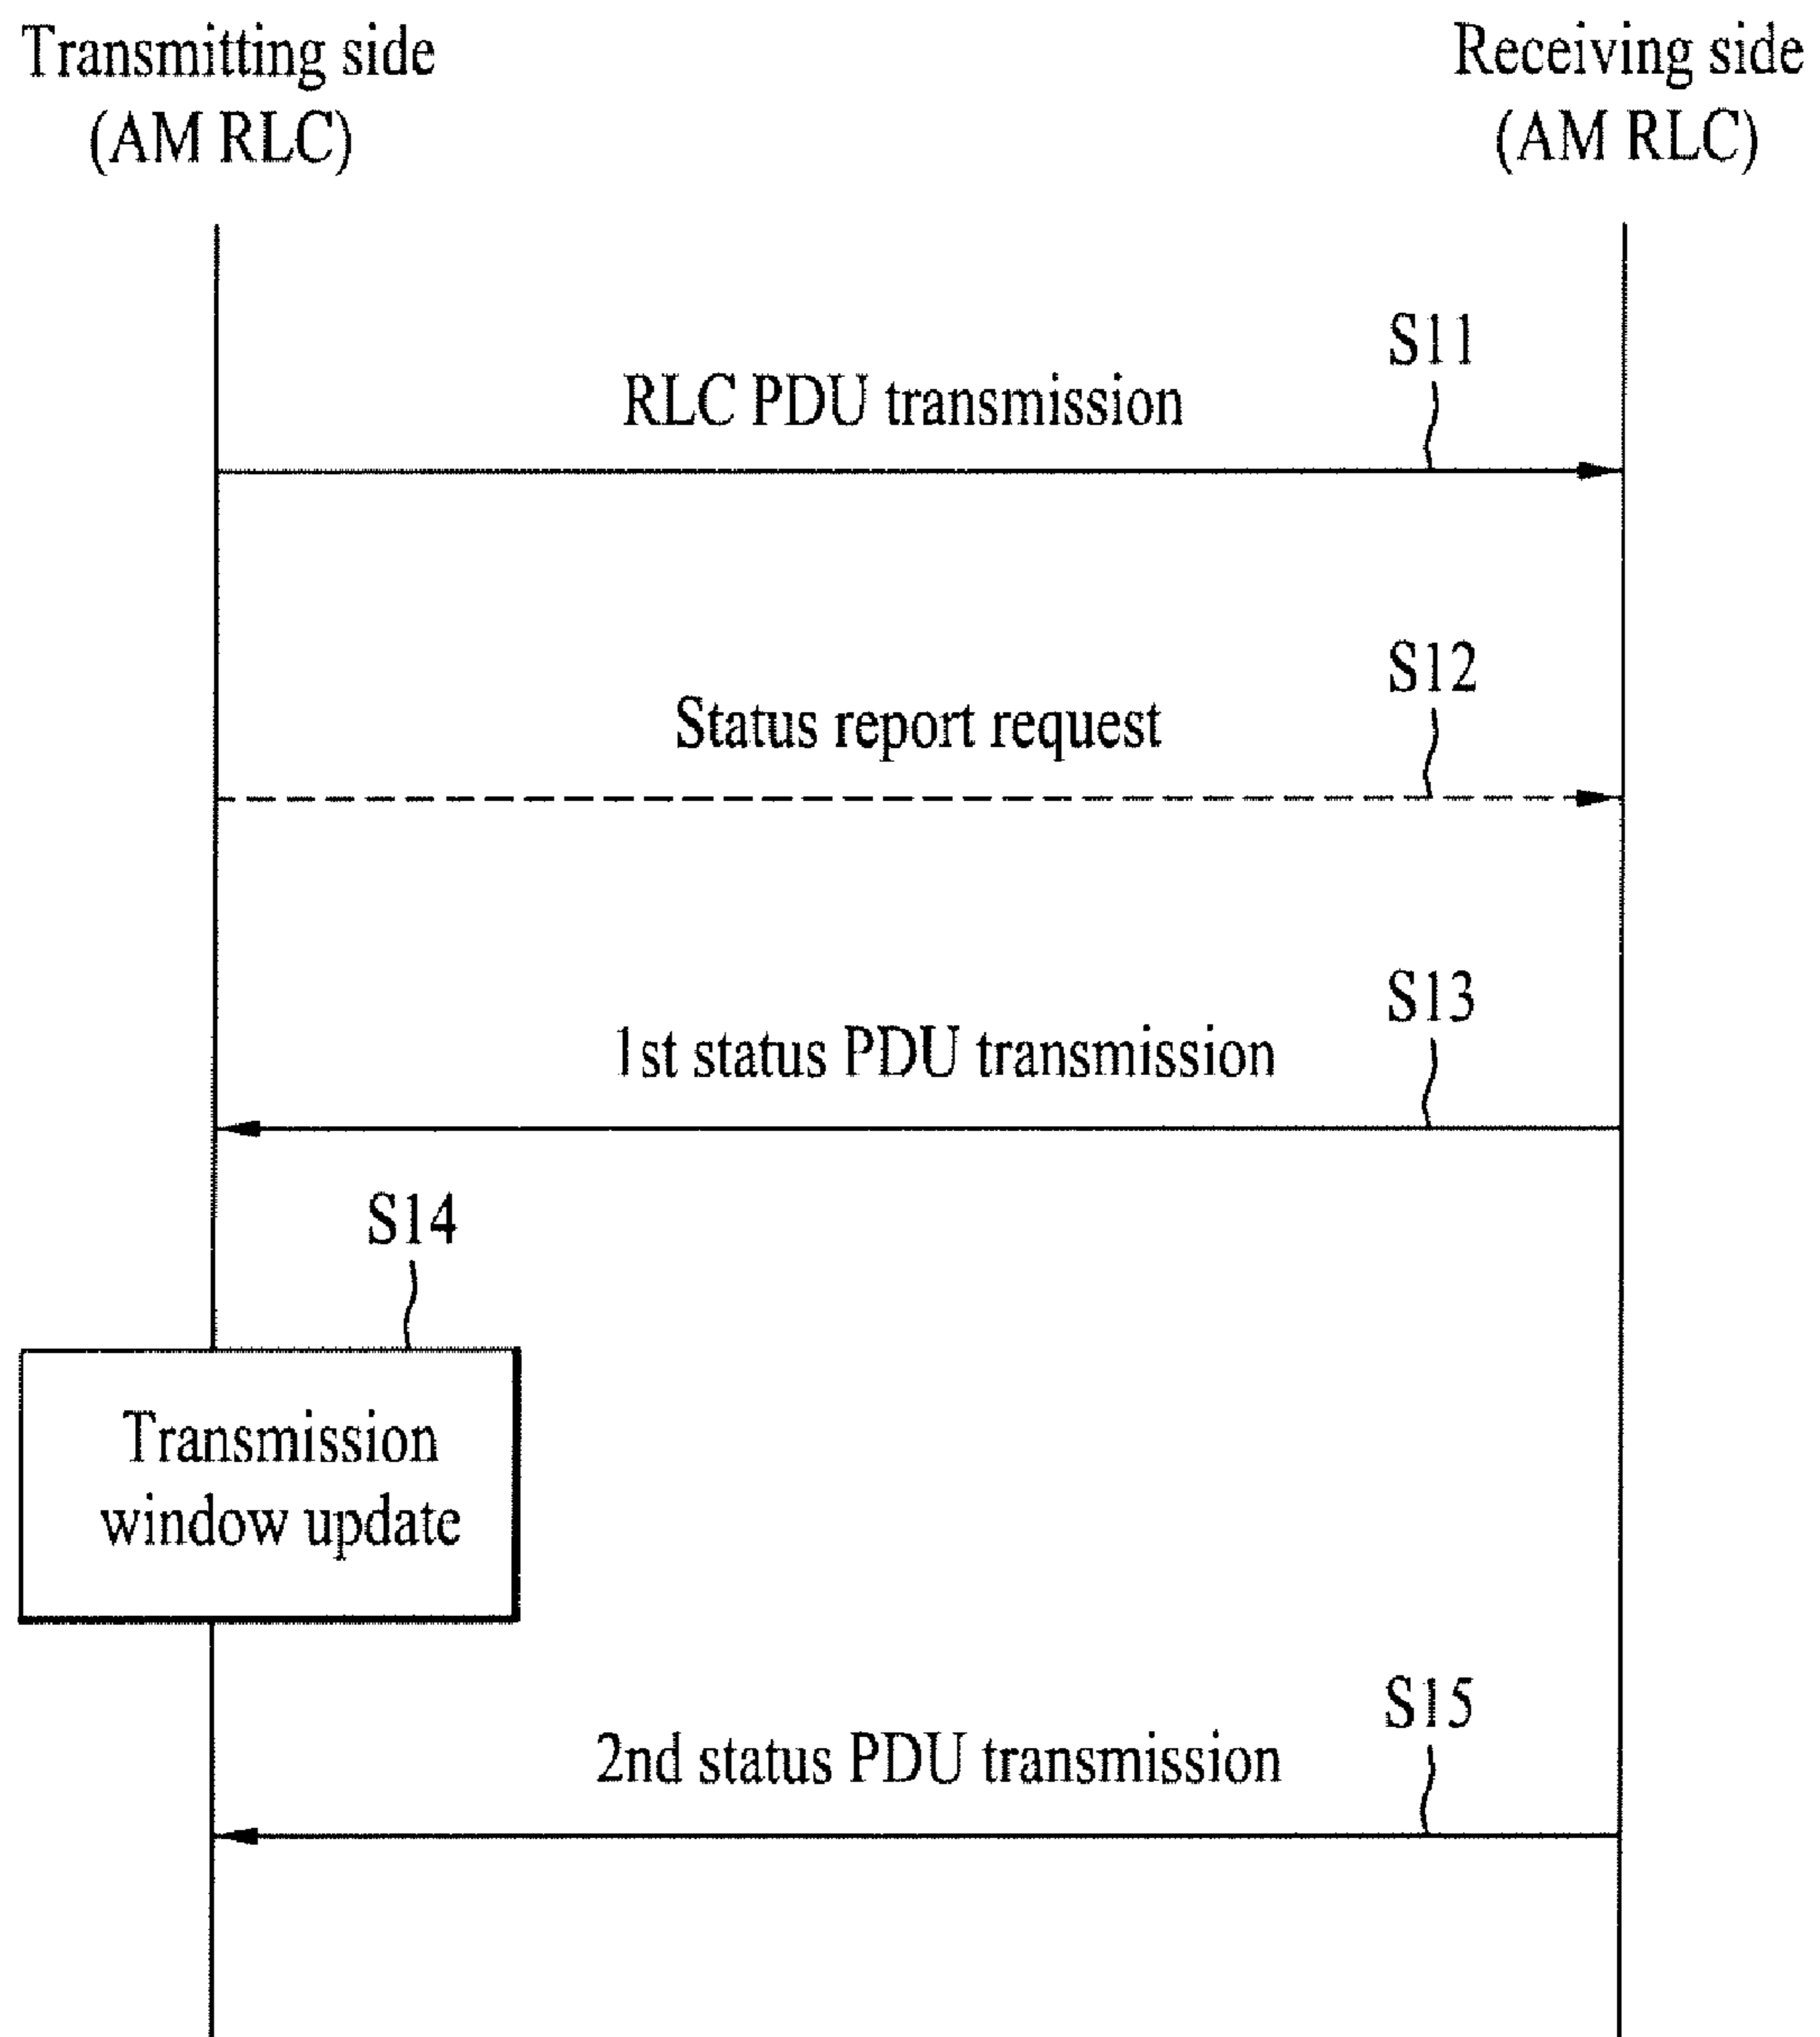 Transmitting side
(AM RLC)
Receiving side
(AM RLC)
S11
RLC PDU transmission
S12
Status report request
S13
1st status PDU transmission
S14
Transmission
window update
S15
2nd status PDU transmission